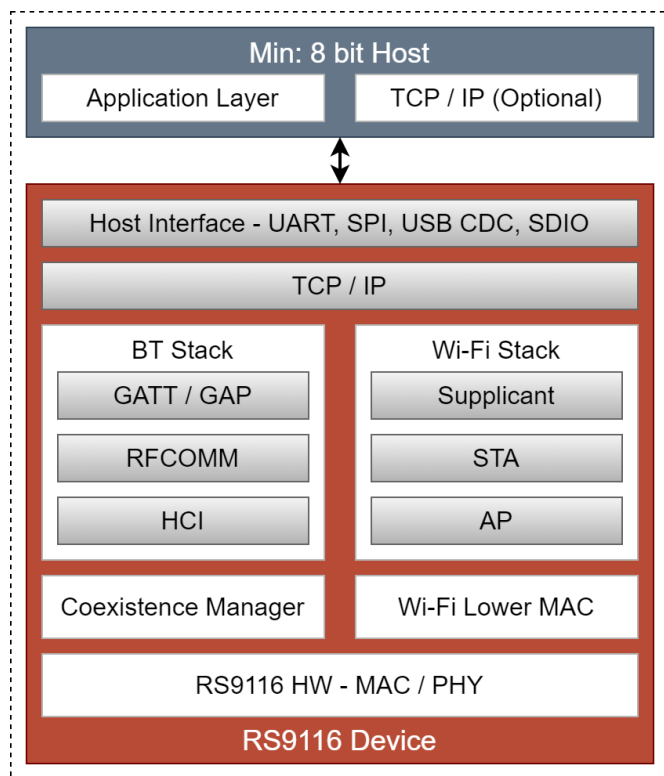 Min: 8 bit Host
Application Layer
TCP / IP (Optional)
Host Interface - UART, SPI, USB CDC, SDIO
TCP / IP
BT Stack
GATT / GAP
RFCOMM
HCI
Wi-Fi Stack
Supplicant
STA
AP
Coexistence Manager
Wi-Fi Lower MAC
RS9116 HW - MAC / PHY
RS9116 Device